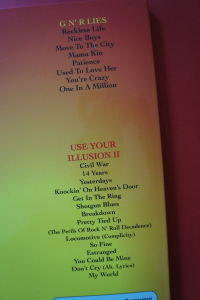 G N' R LIES
Reckless Life
Nice Boys
Move To The City
Mama Kin
Patience
Used To Love Her
You're Crazy
One In A Million
USE YOUR
ILLUSION II
Civil War
14 Years
Yesterdays
Knockin' On Heaven's Door
Get In The Ring
Shotgun Blues
Breakdown
Pretty Tied Up
(The Perils Of Rock N' Roll Decadence)
Locomotive (Complicity)
So Fine
Estranged
You Could Be Mine
Don't Cry (Alt. Lyrics)
My World